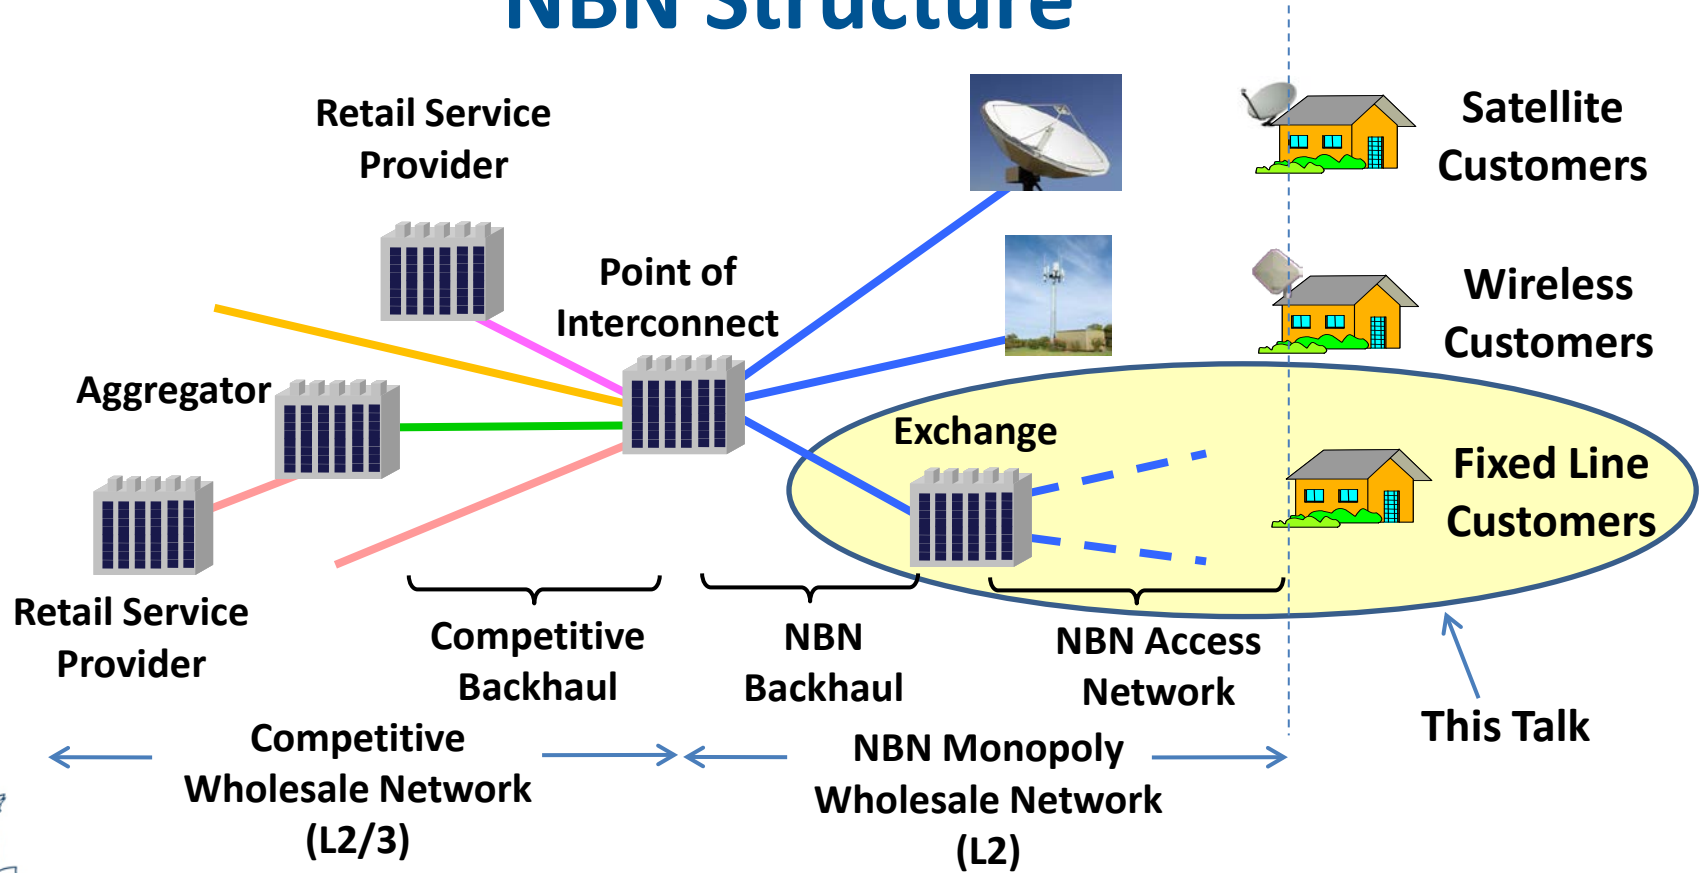 NBN Structure
Retail Service
Provider
Satellite
Customers
Point of
Interconnect
Wireless
Customers
Aggregator
Exchange
Fixed Line
Customers
Retail Service
Provider
Competitive
Backhaul
NBN
Backhaul
NBN Access
Network
This Talk
Competitive
Wholesale Network
(L2/3)
NBN Monopoly
Wholesale Network
(L2)